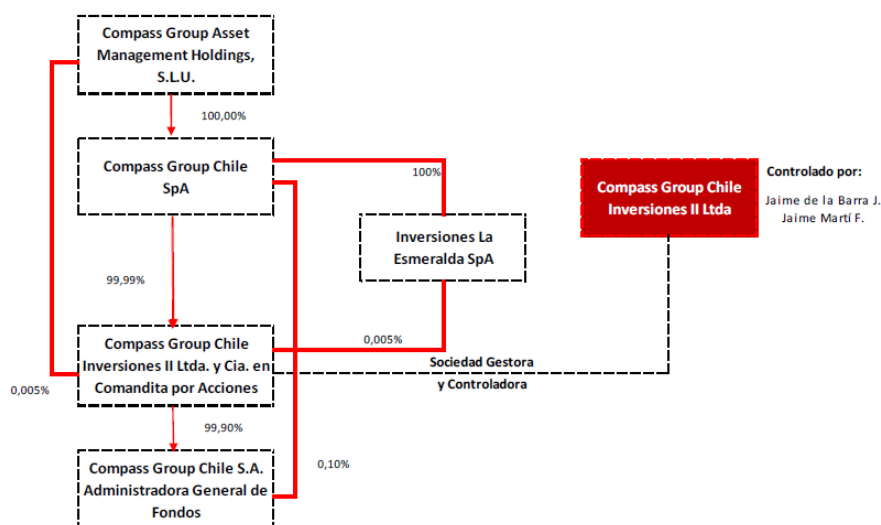 Compass Group Asset
Management Holdings,
S.L.U.
100,00%
Compass Group Chile
SpA
100%
Compass Group Chile
Inversiones II Ltda
Controlado por:
Jaime de la Barra J.
Jaime Martí F.
Inversiones La
Esmeralda SpA
99,99%
0,005%
Compass Group Chile
Inversiones II Ltda. y Cia. en
Comandita por Acciones
Sociedad Gestora
y Controladora
0,005%
99,90%
Compass Group Chile S.A.
Administradora General de
Fondos
0,10%